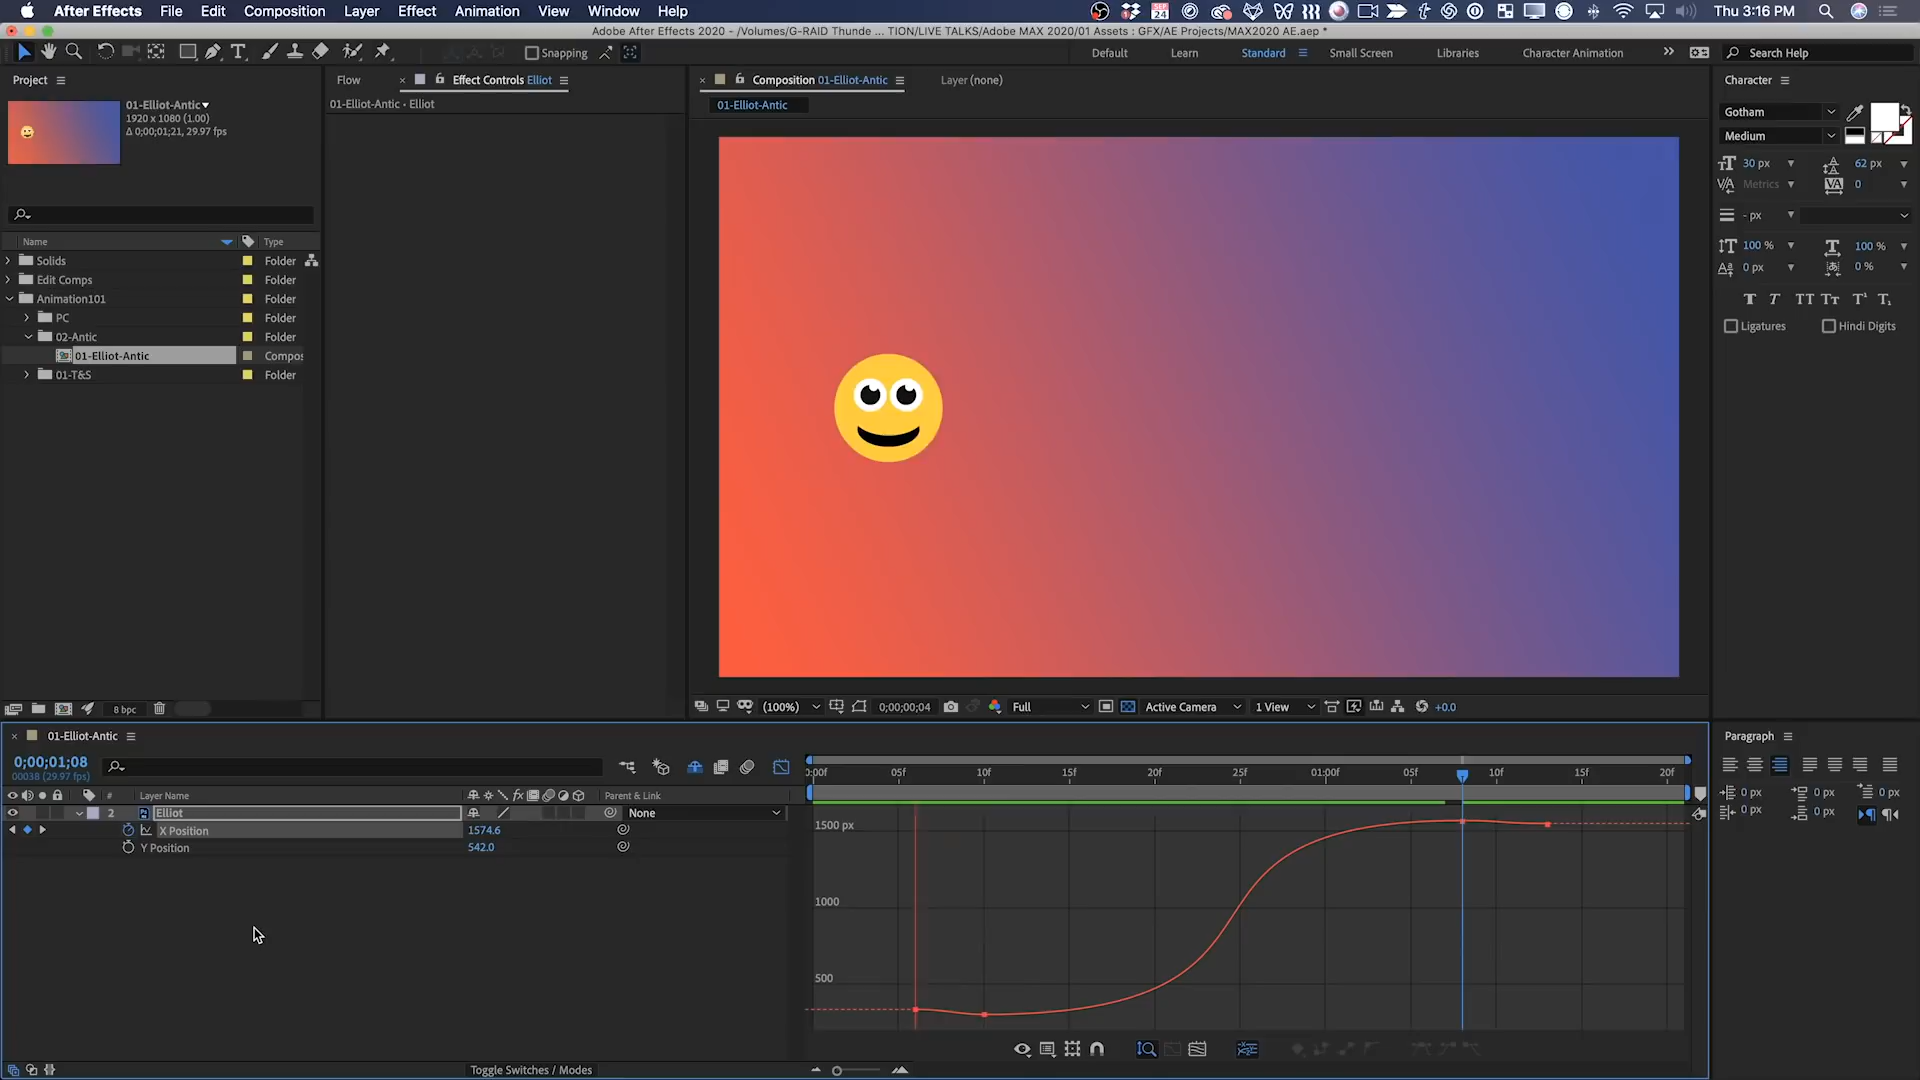 After Effects File Edit Composition Layer Effect Animation View Window Help
SEP 24
Thu 3:16 PM
Adobe After Effects 2020 - /Volumes/G-RAID Thunde ... TION/LIVE TALKS/Adobe MAX 2020/01 Assets : GFX/AE Projects/MAX2020 AE.aep *
Snapping
Default Learn Standard Small Screen Libraries Character Animation Search Help
Project
01-Elliot-Antic
1920 x 1080 (1.00)
Δ 0;00;01;21, 29.97 fps
Name Type
Solids Folder
Edit Comps Folder
Animation101 Folder
PC Folder
02-Antic Folder
01-Elliot-Antic Compos
01-T&S Folder
8 bpc
Flow
Effect Controls Elliot
01-Elliot-Antic • Elliot
Composition 01-Elliot-Antic
Layer (none)
01-Elliot-Antic
(100%) 0;00;00;04 Full Active Camera 1 View +0.0
Character
Gotham
Medium
30 px 62 px
Metrics 0
- px
100 % 100 %
0 px 0 %
T T TT Tt T¹ T₁
Ligatures Hindi Digits
Paragraph
0 px 0 px 0 px
0 px 0 px
01-Elliot-Antic
0;00;01;08
00038 (29.97 fps)
# Layer Name fx Parent & Link
2 Elliot None
X Position 1574.6
Y Position 542.0
Toggle Switches / Modes
0:00f 05f 10f 15f 20f 25f 01:00f 05f 10f 15f 20f
1500 px
1000
500